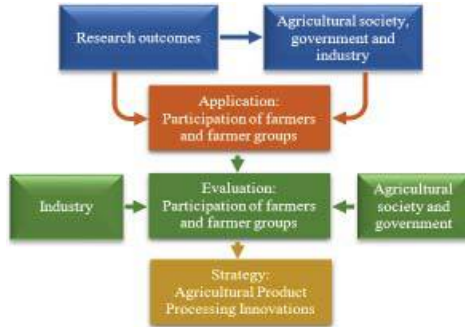 Research outcomes
Agricultural society,
government and
industry
Application:
Participation of farmers
and farmer groups
Industry
Evaluation:
Participation of farmers
and farmer groups
Agricultural
society and
government
Strategy:
Agricultural Product
Processing Innovations